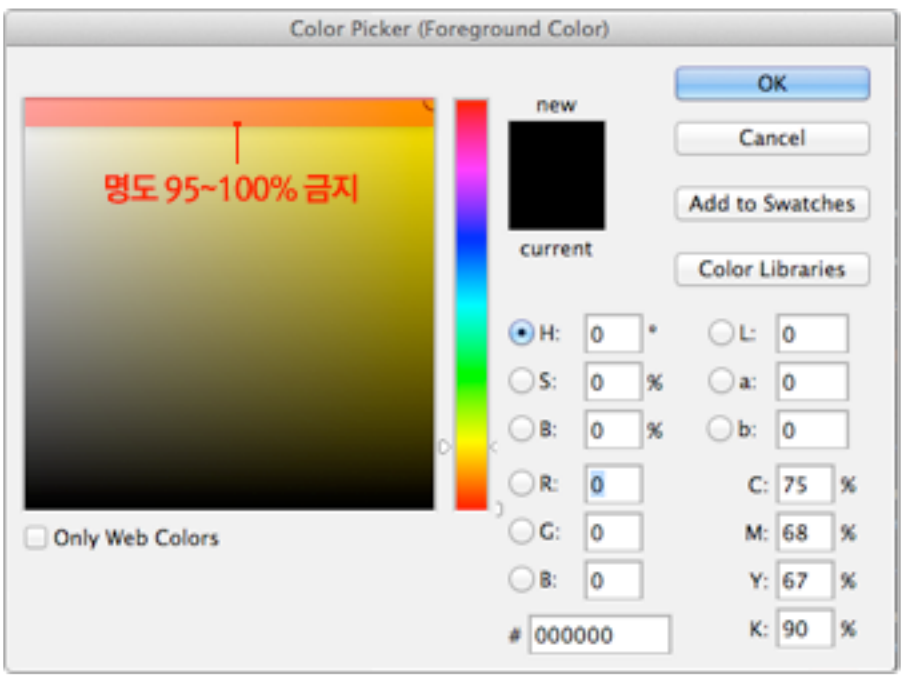 Color Picker (Foreground Color)
명도 95~100% 금지
new
current
OK
Cancel
Add to Swatches
Color Libraries
H: 0 °
S: 0 %
B: 0 %
R: 0
G: 0
B: 0
# 000000
L: 0
a: 0
b: 0
C: 75 %
M: 68 %
Y: 67 %
K: 90 %
Only Web Colors